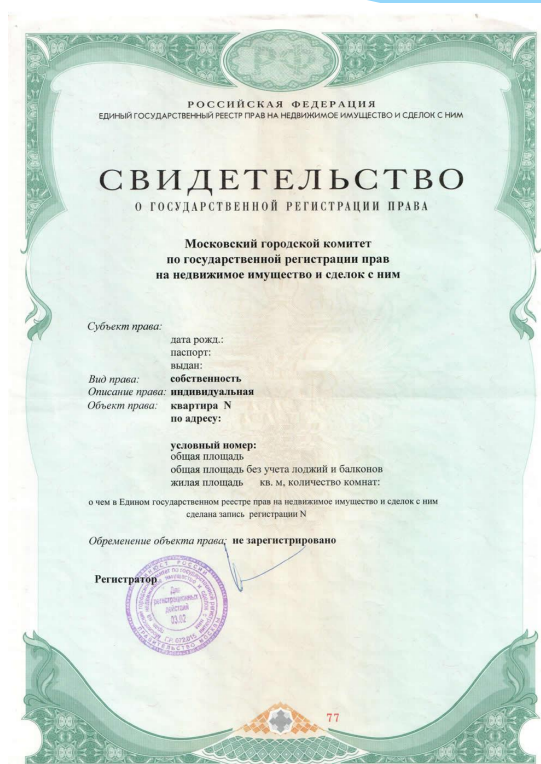 РФ
РОССИЙСКАЯ ФЕДЕРАЦИЯ
ЕДИНЫЙ ГОСУДАРСТВЕННЫЙ РЕЕСТР ПРАВ НА НЕДВИЖИМОЕ ИМУЩЕСТВО И СДЕЛОК С НИМ
СВИДЕТЕЛЬСТВО
О ГОСУДАРСТВЕННОЙ РЕГИСТРАЦИИ ПРАВА
Московский городской комитет
по государственной регистрации прав
на недвижимое имущество и сделок с ним
Субъект права:
дата рожд.:
паспорт:
выдан:
Вид права: собственность
Описание права: индивидуальная
Объект права: квартира N
по адресу:
условный номер:
общая площадь
общая площадь без учета лоджий и балконов
жилая площадь кв. м, количество комнат:
о чем в Едином государственном реестре прав на недвижимое имущество и сделок с ним
сделана запись регистрации N
Обременение объекта права: не зарегистрировано
Регистратор
Для
регистрационных
действий
03.02
77